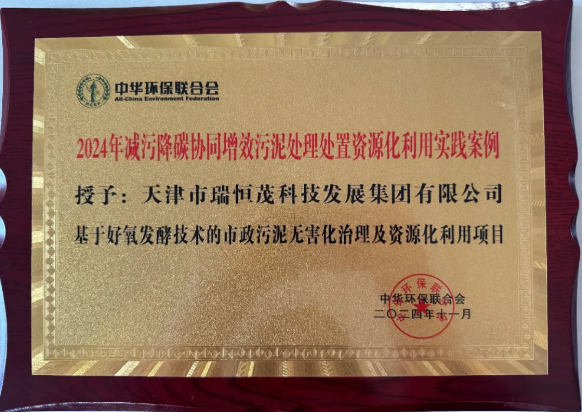 中华环保联合会
All-China Environment Federation
2024年减污降碳协同增效污泥处理处置资源化利用实践案例
授予：天津市瑞恒茂科技发展集团有限公司
基于好氧发酵技术的市政污泥无害化治理及资源化利用项目
中华环保联合会
二〇二四年十一月